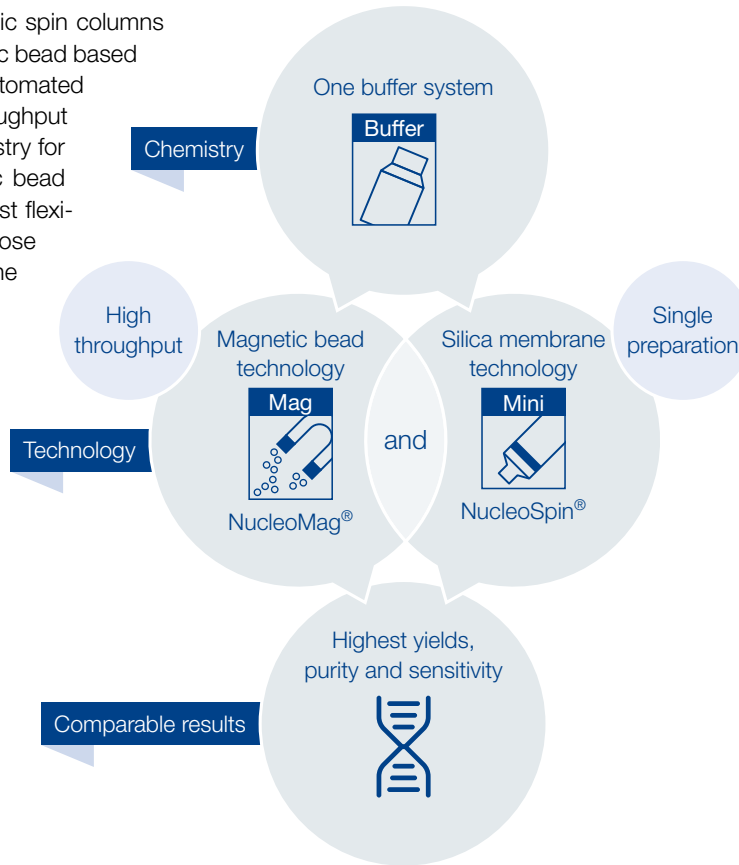 ic spin columns
c bead based
tomated
ughput
stry for
c bead
st flexi-
ose
ne
One buffer system
Buffer
Chemistry
High
throughput
Magnetic bead
technology
Mag
NucleoMag®
and
Silica membrane
technology
Mini
NucleoSpin®
Single
preparation
Technology
Highest yields,
purity and sensitivity
Comparable results